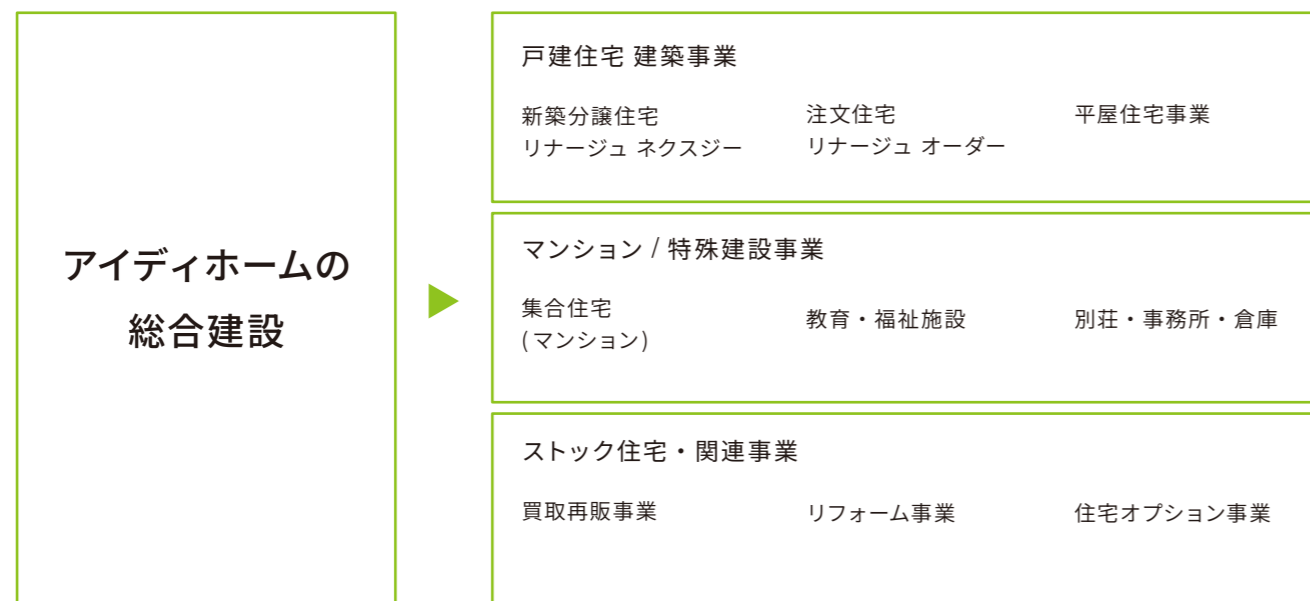 アイディホームの
総合建設
戸建住宅 建築事業
新築分譲住宅
リナージュ ネクスジー
注文住宅
リナージュ オーダー
平屋住宅事業
マンション / 特殊建設事業
集合住宅
(マンション)
教育・福祉施設
別荘・事務所・倉庫
ストック住宅・関連事業
買取再販事業
リフォーム事業
住宅オプション事業